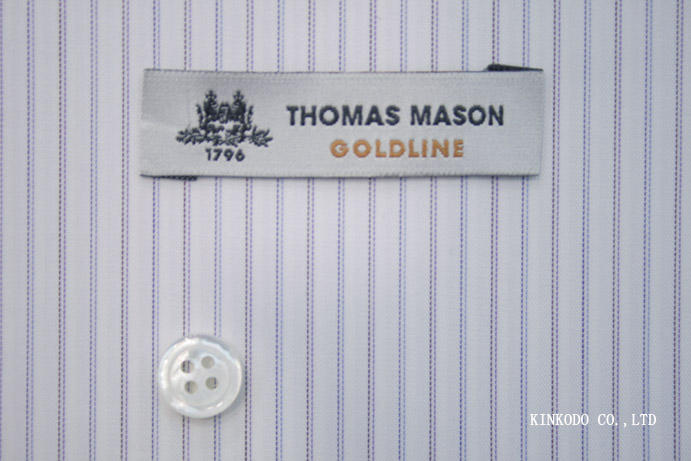 THOMAS MASON
GOLDLINE
1796
KINKODO CO.,LTD